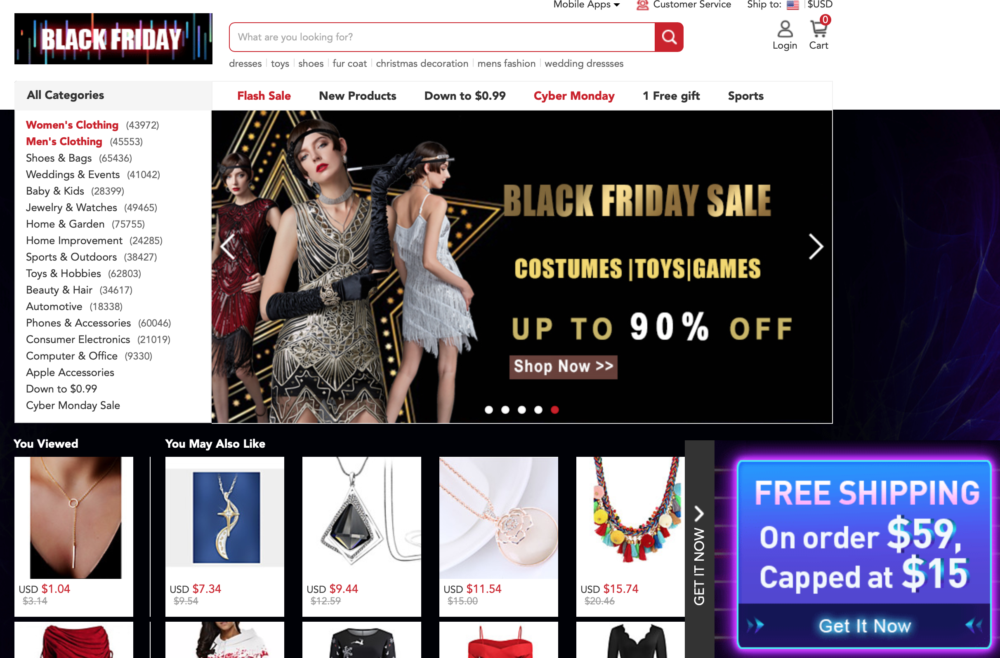 Mobile Apps
Customer Service
Ship to:
$USD
BLACK FRIDAY
What are you looking for?
0
Login
Cart
dresses
toys
shoes
fur coat
christmas decoration
mens fashion
wedding dressses
All Categories
Flash Sale
New Products
Down to $0.99
Cyber Monday
1 Free gift
Sports
Women's Clothing (43972)
Men's Clothing (45553)
Shoes & Bags (65436)
Weddings & Events (41042)
Baby & Kids (28399)
Jewelry & Watches (49465)
Home & Garden (75755)
Home Improvement (24285)
Sports & Outdoors (38427)
Toys & Hobbies (62803)
Beauty & Hair (34617)
Automotive (18338)
Phones & Accessories (60046)
Consumer Electronics (21019)
Computer & Office (9330)
Apple Accessories
Down to $0.99
Cyber Monday Sale
BLACK FRIDAY SALE
COSTUMES |TOYS|GAMES
UP TO 90% OFF
Shop Now >>
You Viewed
You May Also Like
USD $1.04
$3.14
USD $7.34
$9.54
USD $9.44
$12.59
USD $11.54
$15.00
USD $15.74
$20.46
GET IT NOW
FREE SHIPPING
On order $59,
Capped at $15
Get It Now